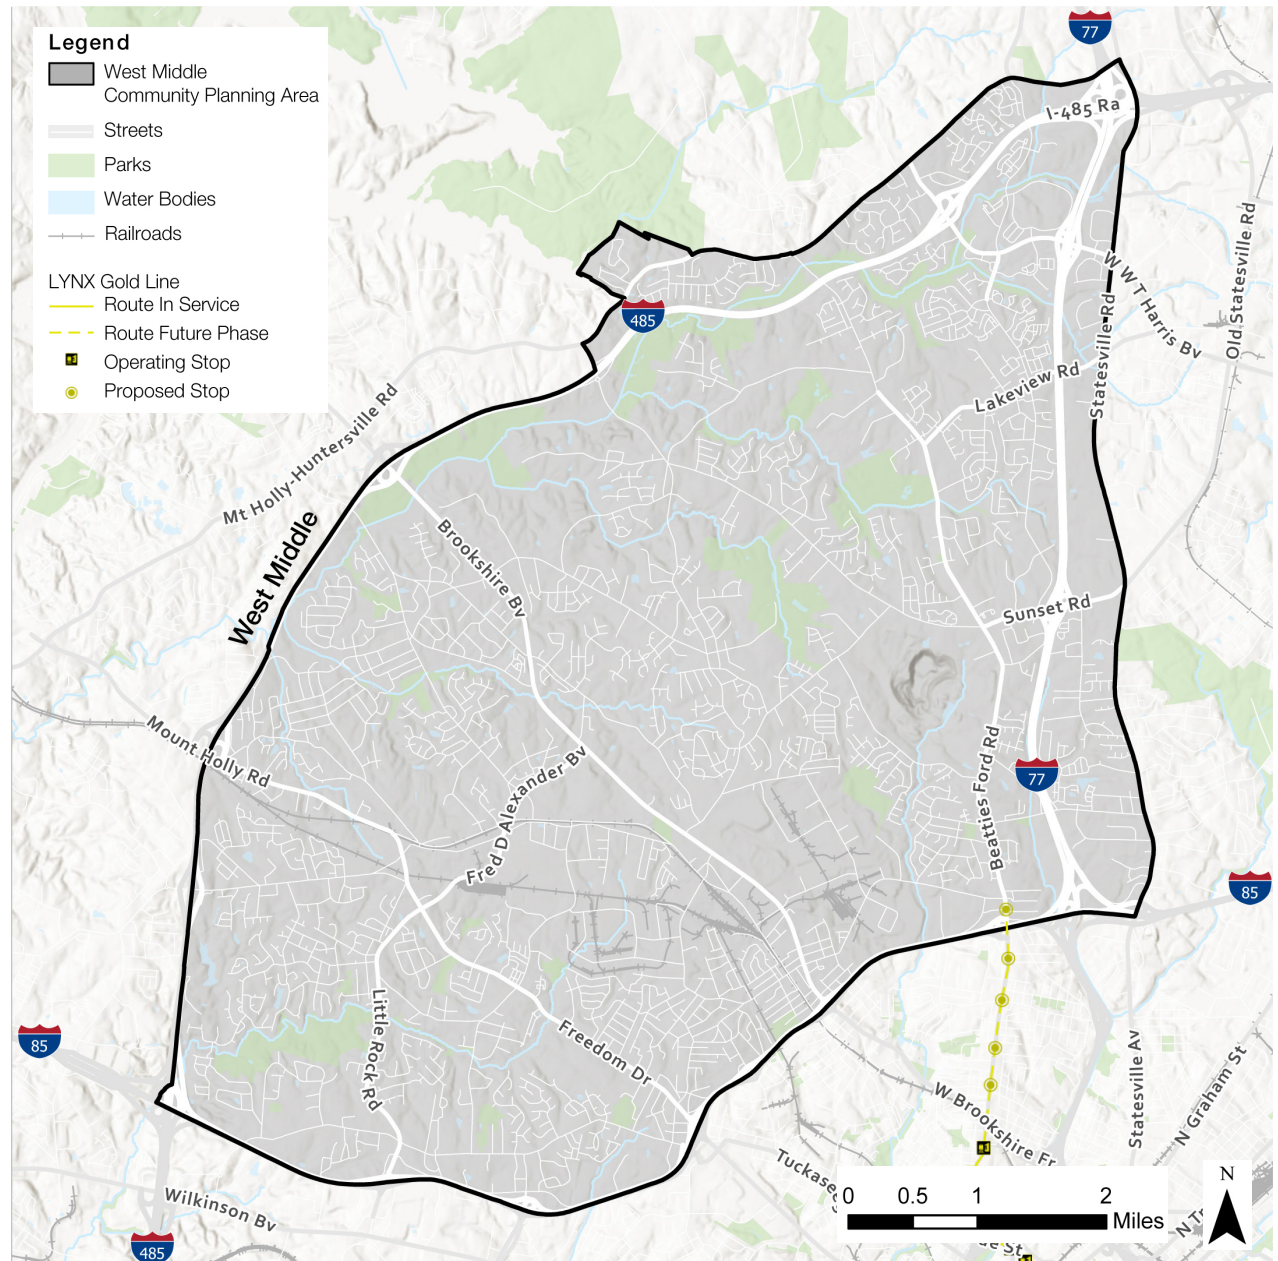 Legend
West Middle
Community Planning Area
Streets
Parks
Water Bodies
Railroads
LYNX Gold Line
Route In Service
Route Future Phase
Operating Stop
Proposed Stop
77
I-485 Ra
Old Statesville Rd
W WT Harris Bv
Statesville Rd
485
Lakeview Rd
Mt Holly-Huntersville Rd
West Middle
Brookshire Bv
Sunset Rd
Mount Holly Rd
Fred D Alexander Bv
Beatties Ford Rd
77
85
Little Rock Rd
Freedom Dr
85
Statesville Av
N Graham St
W Brookshire Fr
Wilkinson Bv
485
0 0.5 1 2
Miles
N